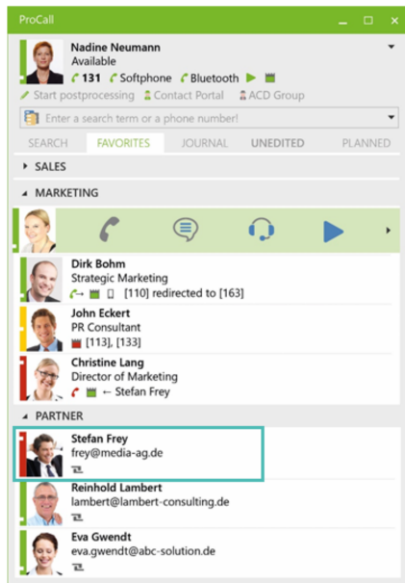 ProCall
Nadine Neumann
Available
131 Softphone Bluetooth
Start postprocessing Contact Portal ACD Group
Enter a search term or a phone number!
SEARCH FAVORITES JOURNAL UNEDITED PLANNED
SALES
MARKETING
Dirk Bohm
Strategic Marketing
[110] redirected to [163]
John Eckert
PR Consultant
[113], [133]
Christine Lang
Director of Marketing
← Stefan Frey
PARTNER
Stefan Frey
frey@media-ag.de
Reinhold Lambert
lambert@lambert-consulting.de
Eva Gwendt
eva.gwendt@abc-solution.de